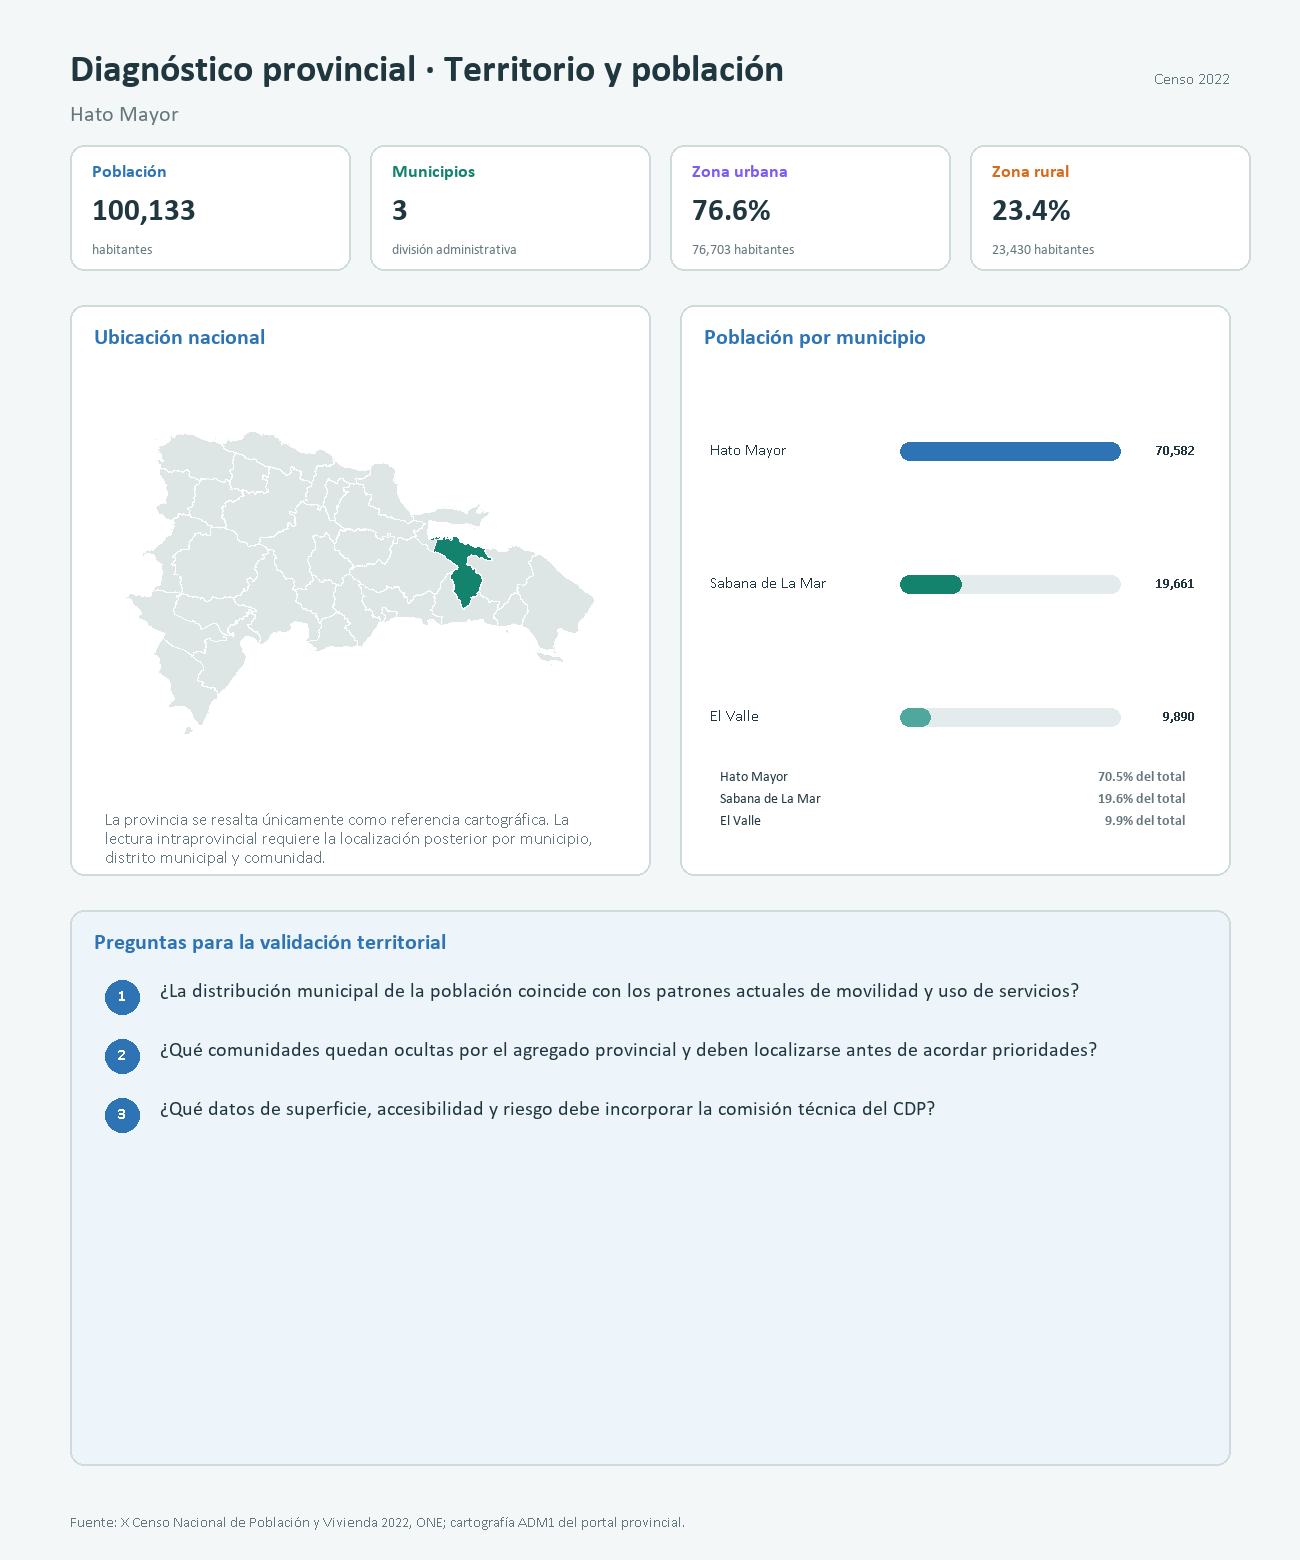 Diagnóstico provincial · Territorio y población
Censo 2022
Hato Mayor
Población
100,133
habitantes
Municipios
3
división administrativa
Zona urbana
76.6%
76,703 habitantes
Zona rural
23.4%
23,430 habitantes
Ubicación nacional
La provincia se resalta únicamente como referencia cartográfica. La
lectura intraprovincial requiere la localización posterior por municipio,
distrito municipal y comunidad.
Población por municipio
Hato Mayor 70,582
Sabana de La Mar 19,661
El Valle 9,890
Hato Mayor 70.5% del total
Sabana de La Mar 19.6% del total
El Valle 9.9% del total
Preguntas para la validación territorial
1 ¿La distribución municipal de la población coincide con los patrones actuales de movilidad y uso de servicios?
2 ¿Qué comunidades quedan ocultas por el agregado provincial y deben localizarse antes de acordar prioridades?
3 ¿Qué datos de superficie, accesibilidad y riesgo debe incorporar la comisión técnica del CDP?
Fuente: X Censo Nacional de Población y Vivienda 2022, ONE; cartografía ADM1 del portal provincial.